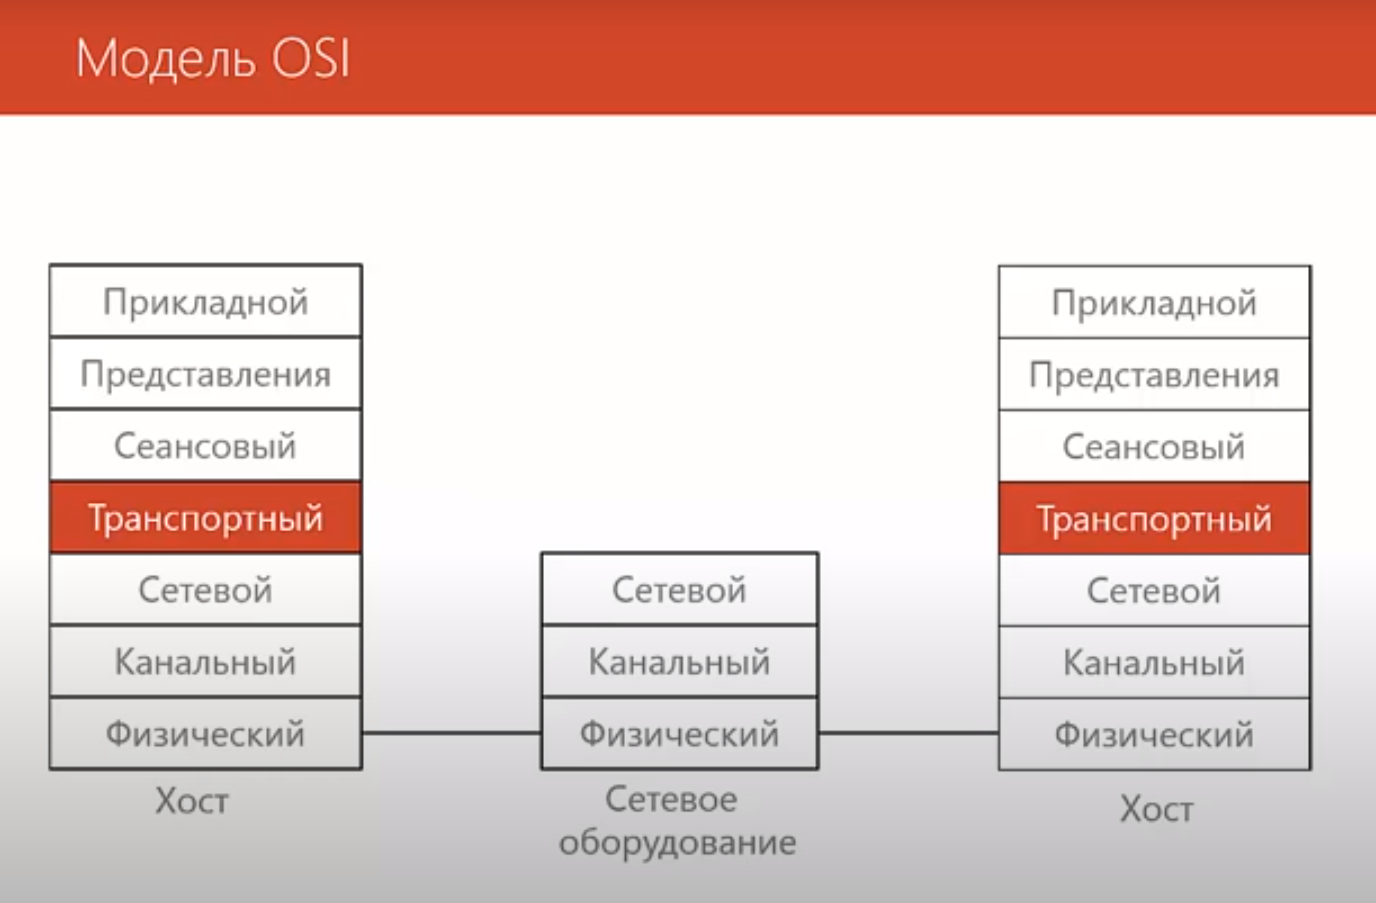 Модель OSI
Прикладной
Представления
Сеансовый
Транспортный
Сетевой
Канальный
Физический
Хост
Сетевой
Канальный
Физический
Сетевое
оборудование
Прикладной
Представления
Сеансовый
Транспортный
Сетевой
Канальный
Физический
Хост